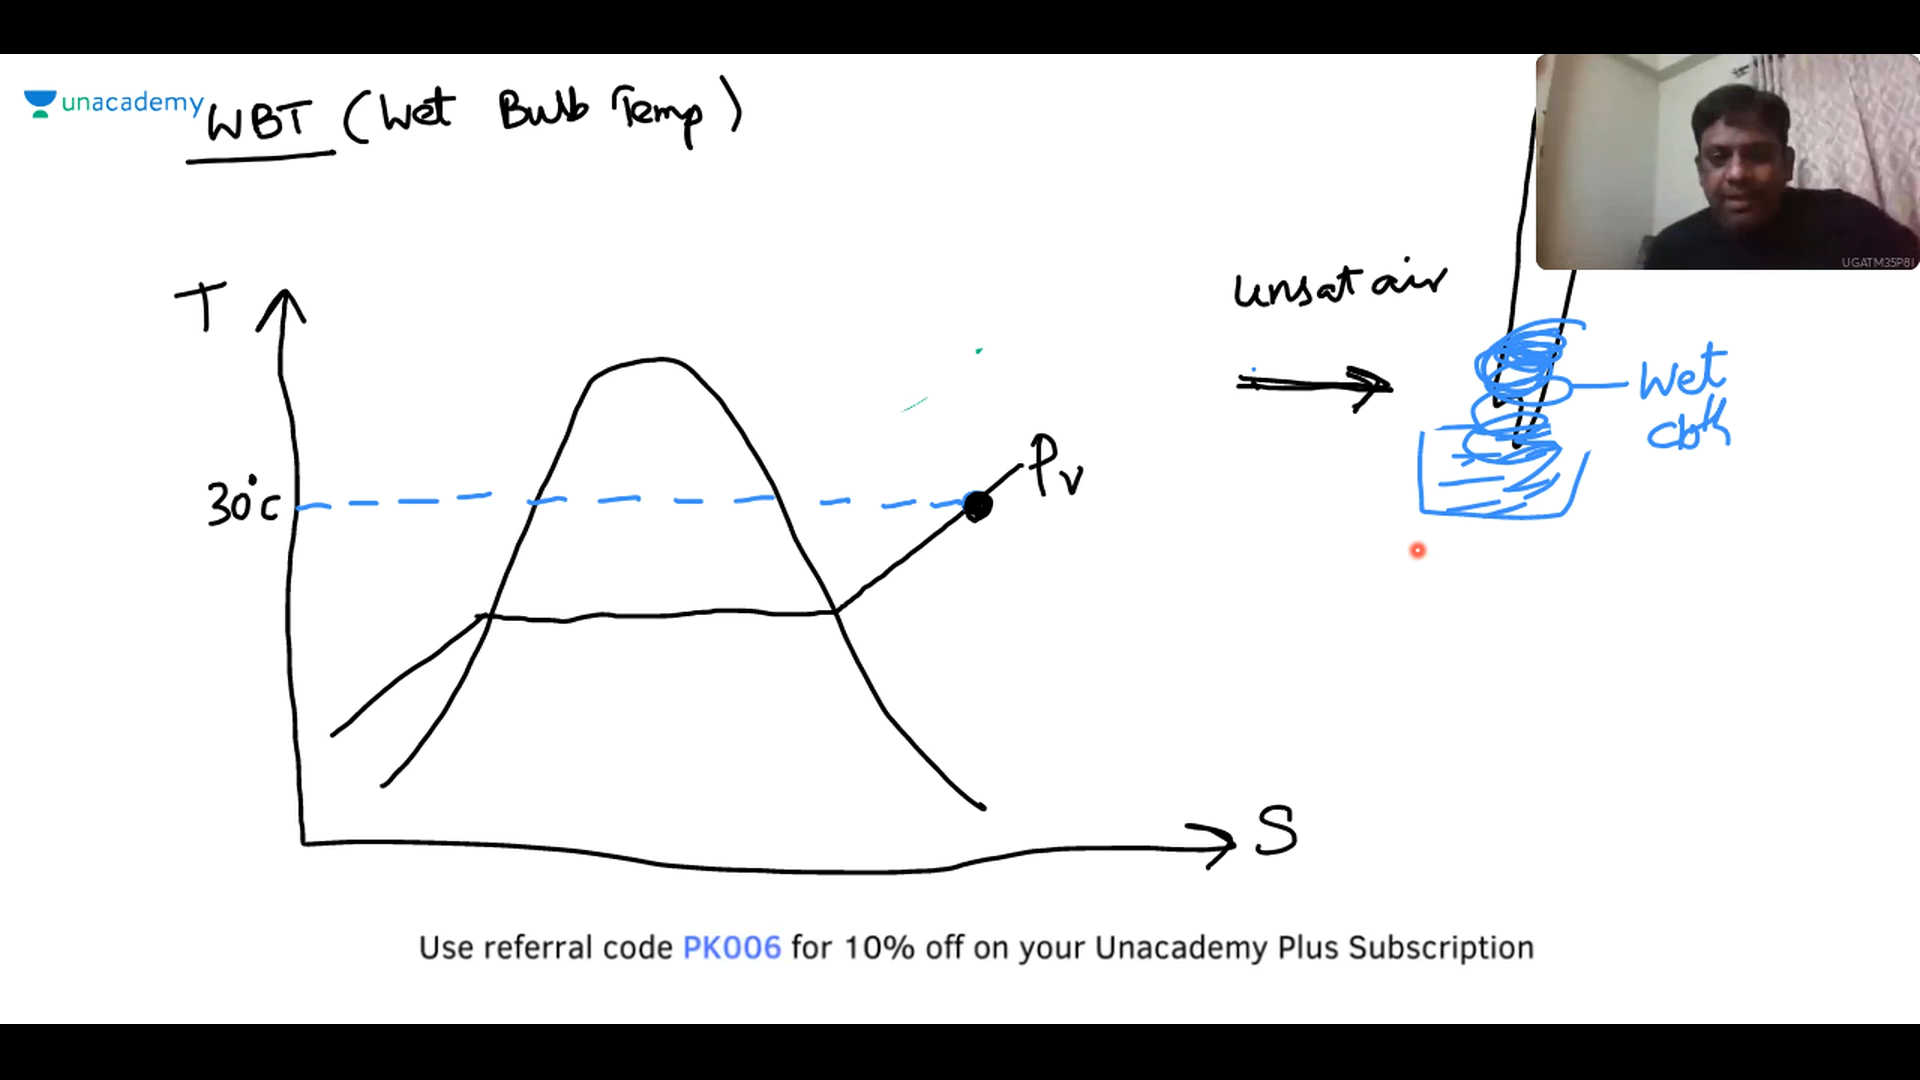 unacademy
WBT (Wet Bulb Temp)
T
unsat air
Wet
cloth
30°C
Pv
S
Use referral code PK006 for 10% off on your Unacademy Plus Subscription
UGATM35P8I